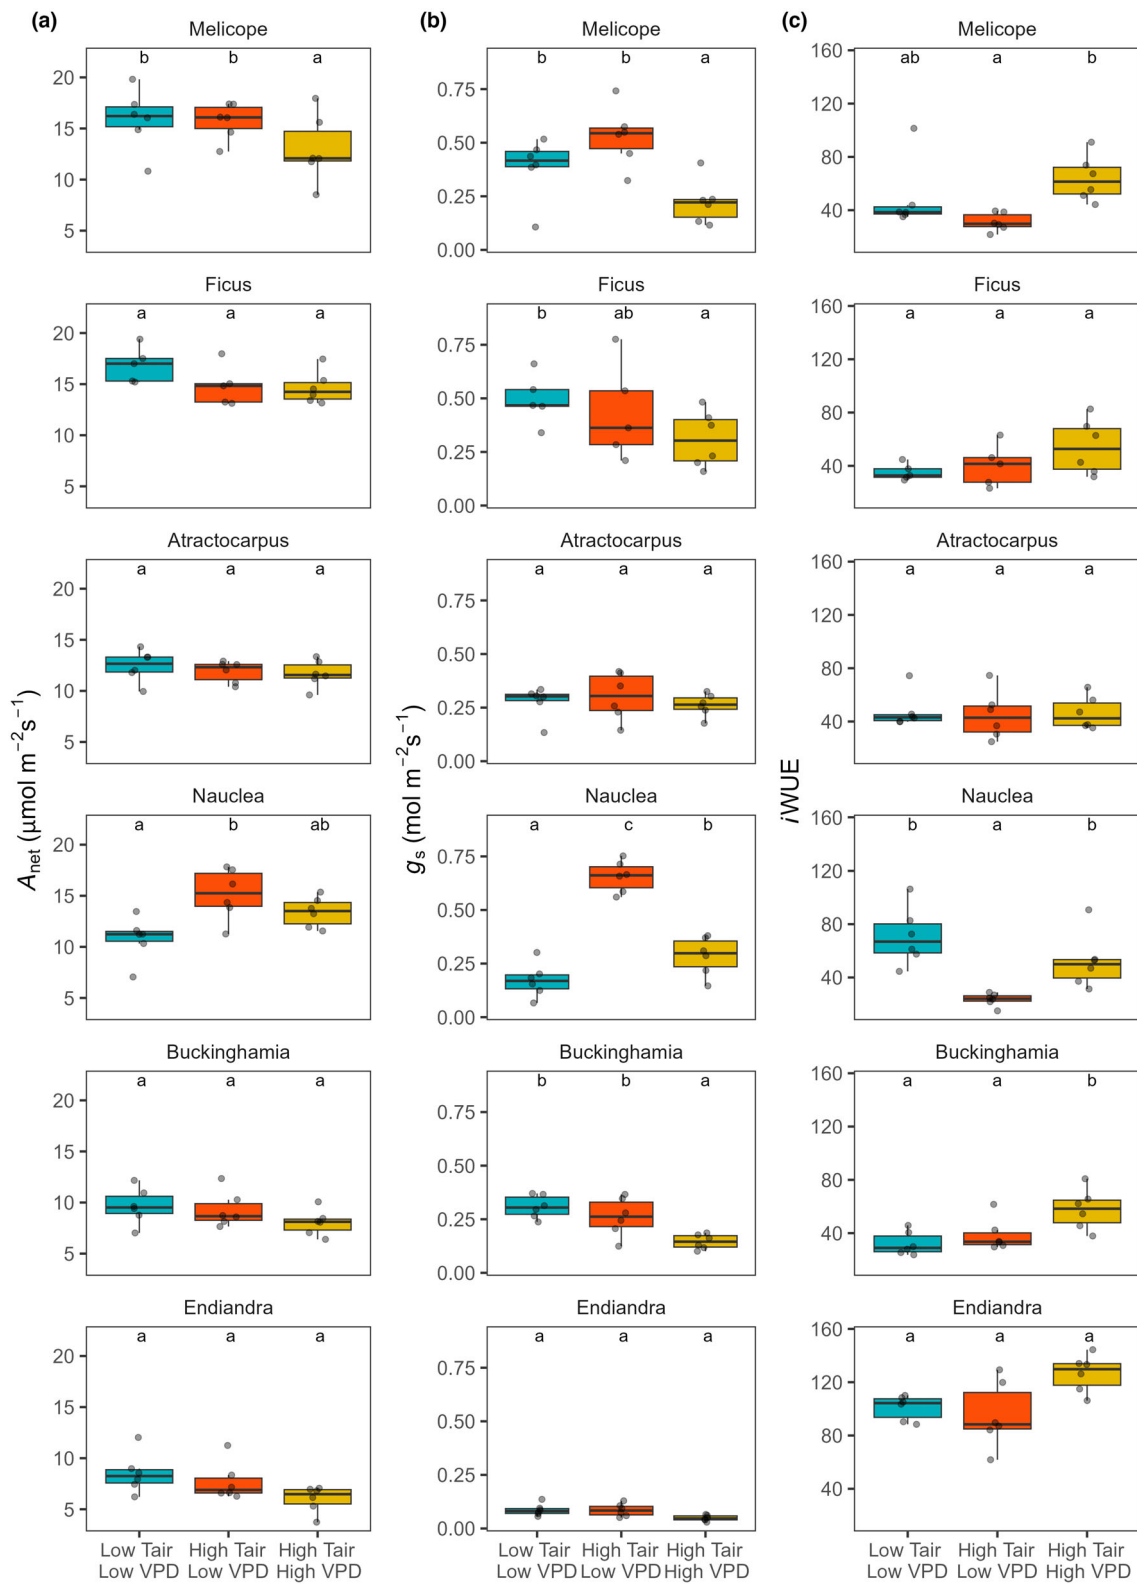 (a)
(b)
(c)
Melicope
Melicope
Melicope
b b a
b b a
ab a b
20
15
10
5
0.75
0.50
0.25
0.00
160
120
80
40
Ficus
Ficus
Ficus
a a a
b ab a
a a a
20
15
10
5
0.75
0.50
0.25
0.00
160
120
80
40
Atractocarpus
Atractocarpus
Atractocarpus
a a a
a a a
a a a
20
15
10
5
0.75
0.50
0.25
0.00
160
120
80
40
Anet (µmol m−2s−1)
gs (mol m−2s−1)
iWUE
Nauclea
Nauclea
Nauclea
a b ab
a c b
b a b
20
15
10
5
0.75
0.50
0.25
0.00
160
120
80
40
Buckinghamia
Buckinghamia
Buckinghamia
a a a
b b a
a a b
20
15
10
5
0.75
0.50
0.25
0.00
160
120
80
40
Endiandra
Endiandra
Endiandra
a a a
a a a
a a a
20
15
10
5
0.75
0.50
0.25
0.00
160
120
80
40
Low Tair High Tair High Tair
Low VPD Low VPD High VPD
Low Tair High Tair High Tair
Low VPD Low VPD High VPD
Low Tair High Tair High Tair
Low VPD Low VPD High VPD